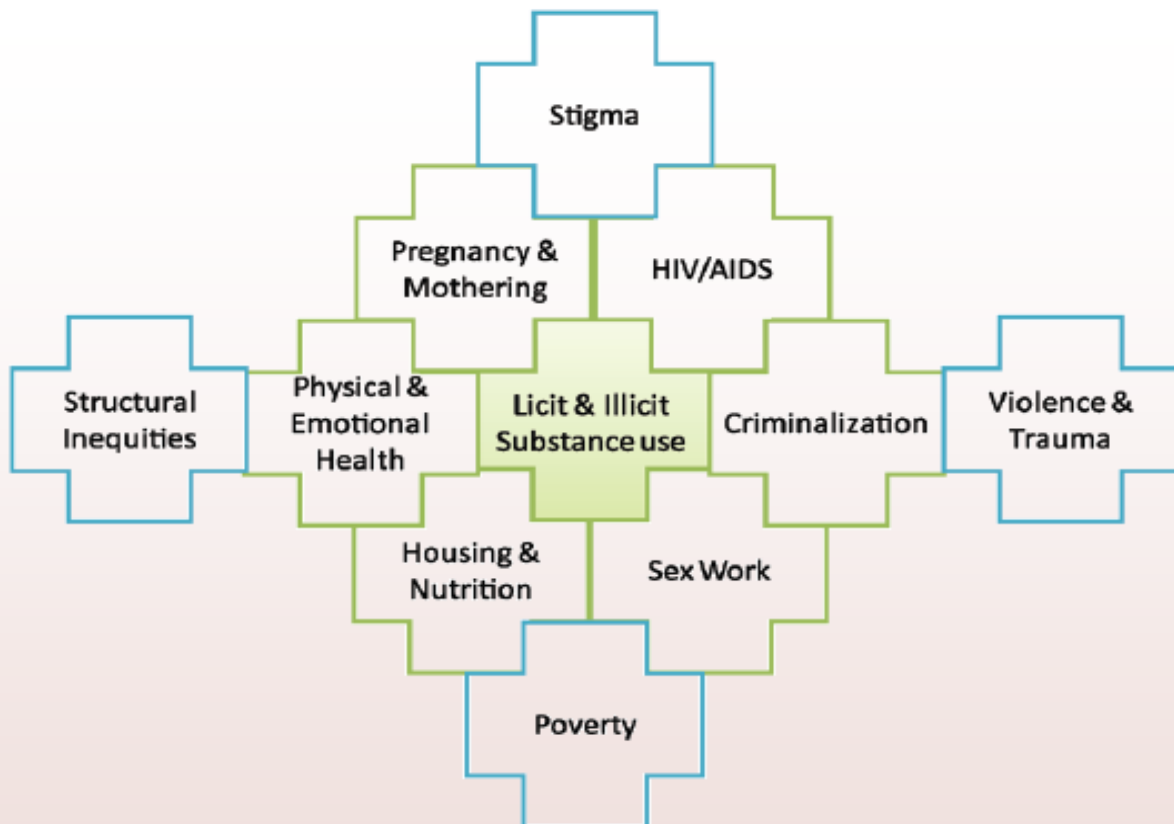 Stigma
Pregnancy &
Mothering
HIV/AIDS
Structural
Inequities
Physical &
Emotional
Health
Licit & Illicit
Substance use
Criminalization
Violence &
Trauma
Housing &
Nutrition
Sex Work
Poverty